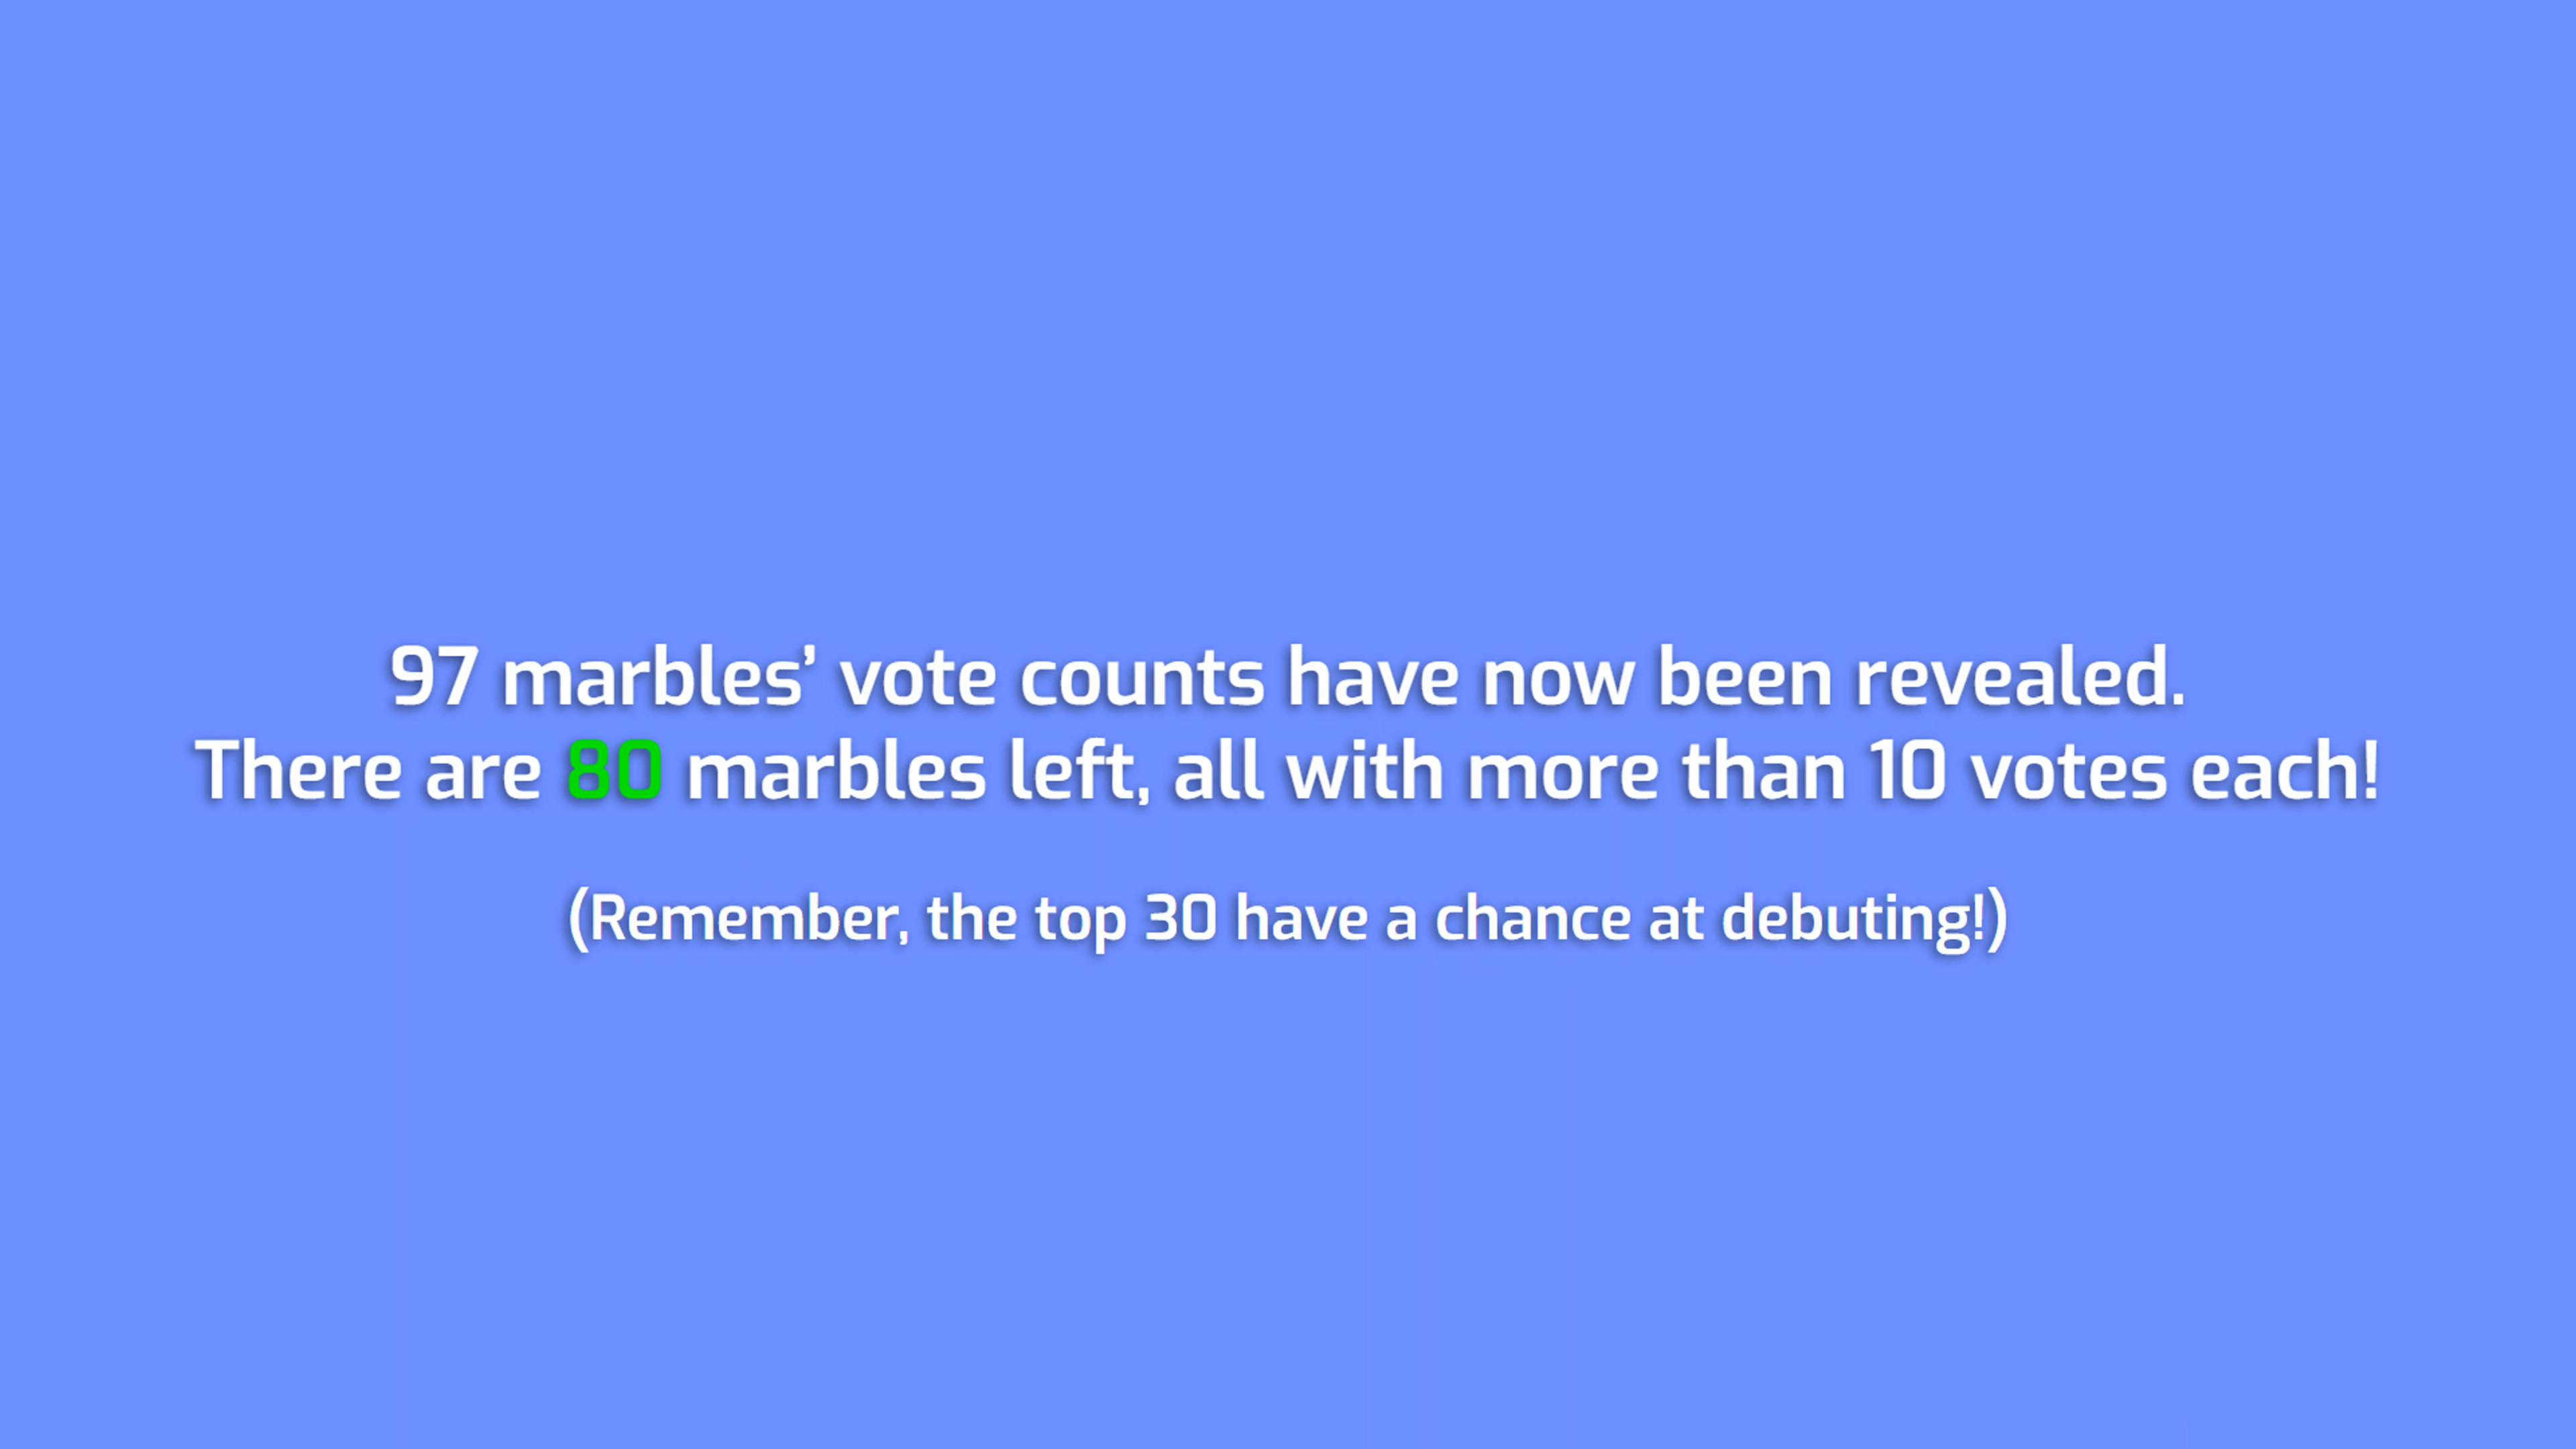 97 marbles’ vote counts have now been revealed.
There are 80 marbles left, all with more than 10 votes each!
(Remember, the top 30 have a chance at debuting!)